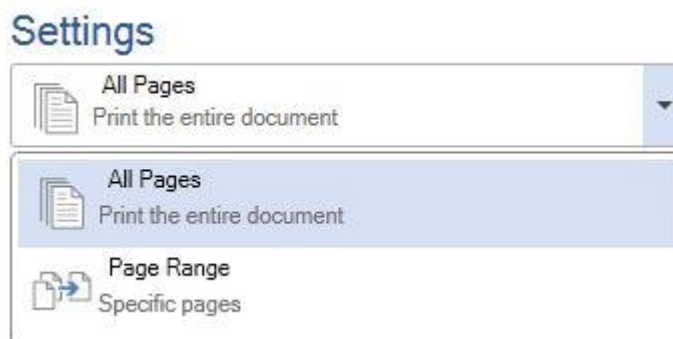 Settings
All Pages
Print the entire document
All Pages
Print the entire document
Page Range
Specific pages